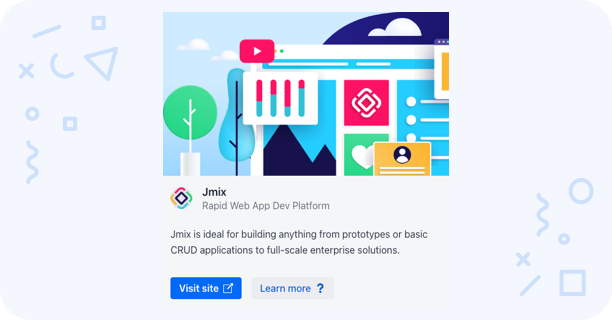 Jmix
Rapid Web App Dev Platform
Jmix is ideal for building anything from prototypes or basic
CRUD applications to full-scale enterprise solutions.
Visit site
Learn more ?